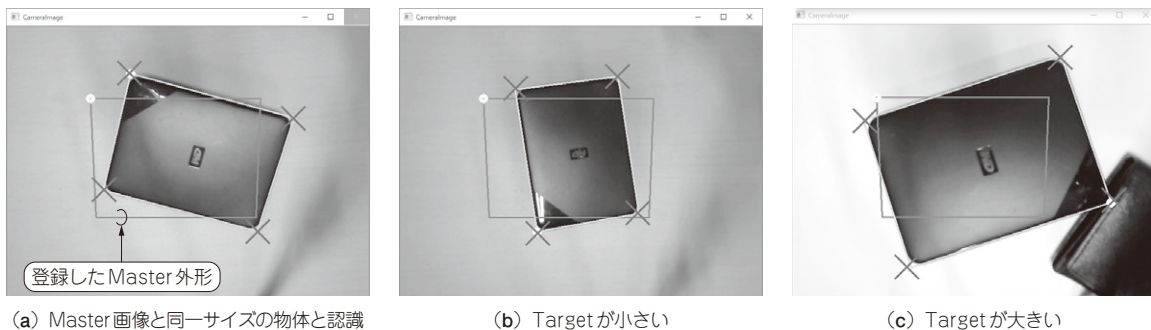 CameraImage
CameraImage
CameraImage
登録したMaster外形
(a) Master画像と同一サイズの物体と認識
(b) Targetが小さい
(c) Targetが大きい